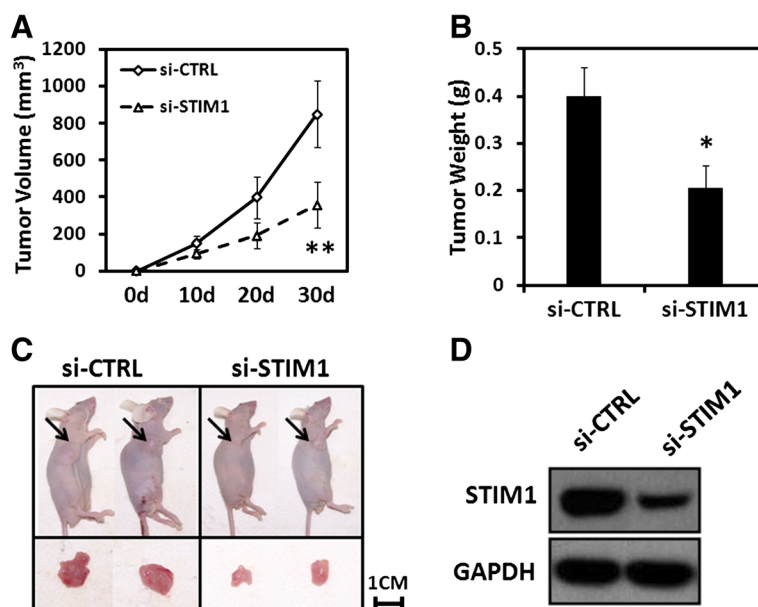 A
Tumor Volume (mm³)
1200
1000
800
600
400
200
0
si-CTRL
si-STIM1
**
0d 10d 20d 30d
B
Tumor Weight (g)
0.5
0.4
0.3
0.2
0.1
0
*
si-CTRL si-STIM1
C
si-CTRL si-STIM1
1CM
D
si-CTRL si-STIM1
STIM1
GAPDH